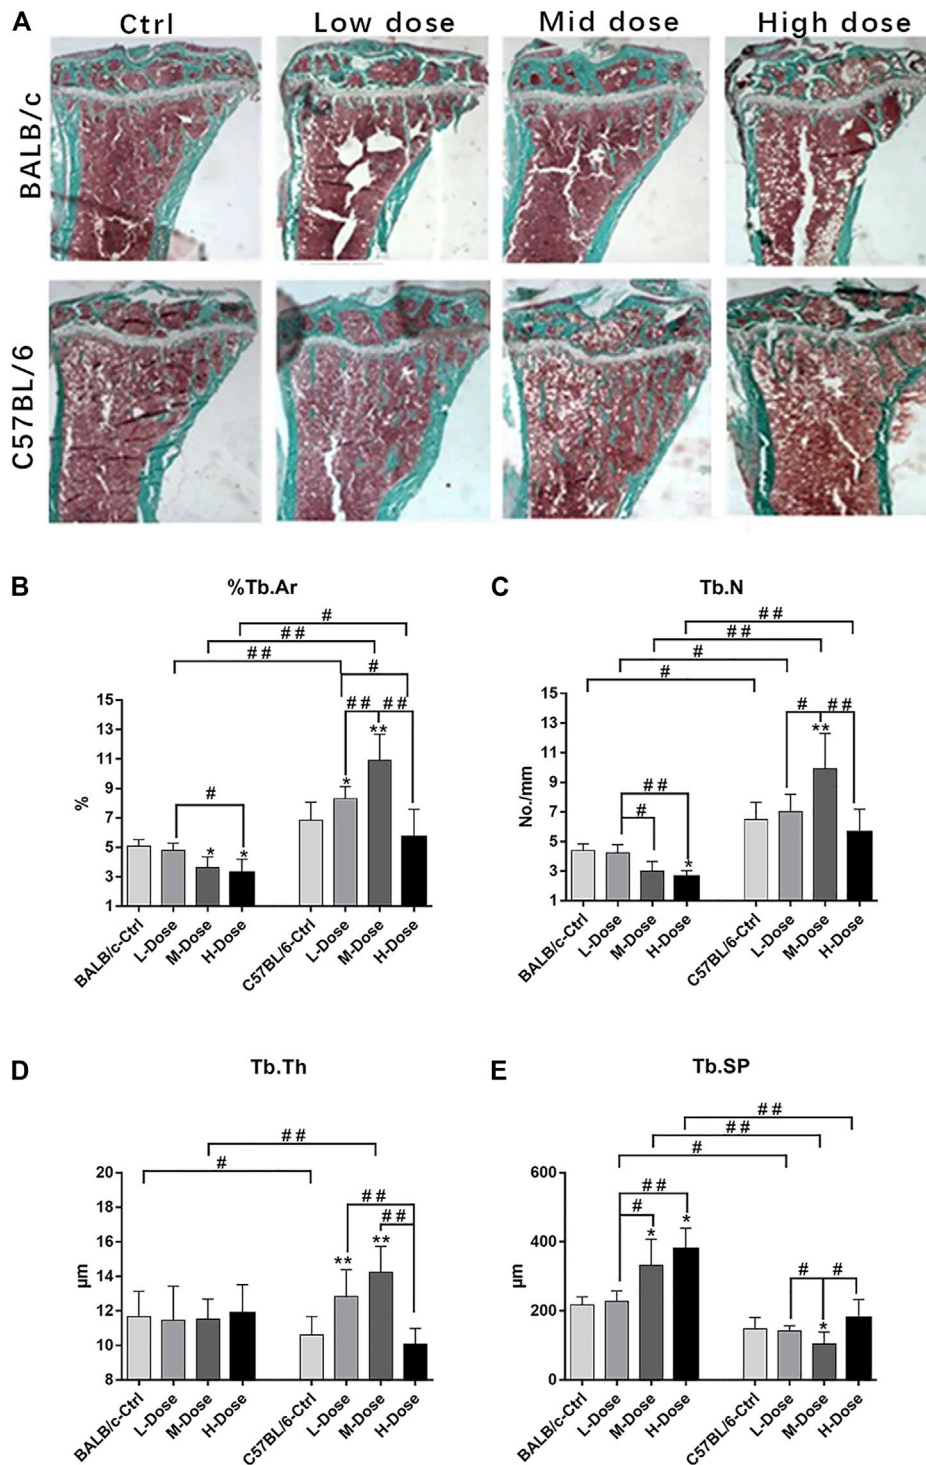 A
Ctrl Low dose Mid dose High dose
BALB/c
C57BL/6
B
%Tb.Ar
#
# #
# # #
# # # #
**
*
#
* *
%
15
13
11
9
7
5
3
1
BALB/c-Ctrl L-Dose M-Dose H-Dose C57BL/6-Ctrl L-Dose M-Dose H-Dose
C
Tb.N
# #
# #
#
#
# # #
**
# #
#
*
No./mm
15
13
11
9
7
5
3
1
BALB/c-Ctrl L-Dose M-Dose H-Dose C57BL/6-Ctrl L-Dose M-Dose H-Dose
D
Tb.Th
# #
#
# #
# #
** **
µm
20
18
16
14
12
10
8
BALB/c-Ctrl L-Dose M-Dose H-Dose C57BL/6-Ctrl L-Dose M-Dose H-Dose
E
Tb.SP
# #
# #
#
# #
#
* *
# #
*
µm
600
400
200
0
BALB/c-Ctrl L-Dose M-Dose H-Dose C57BL/6-Ctrl L-Dose M-Dose H-Dose